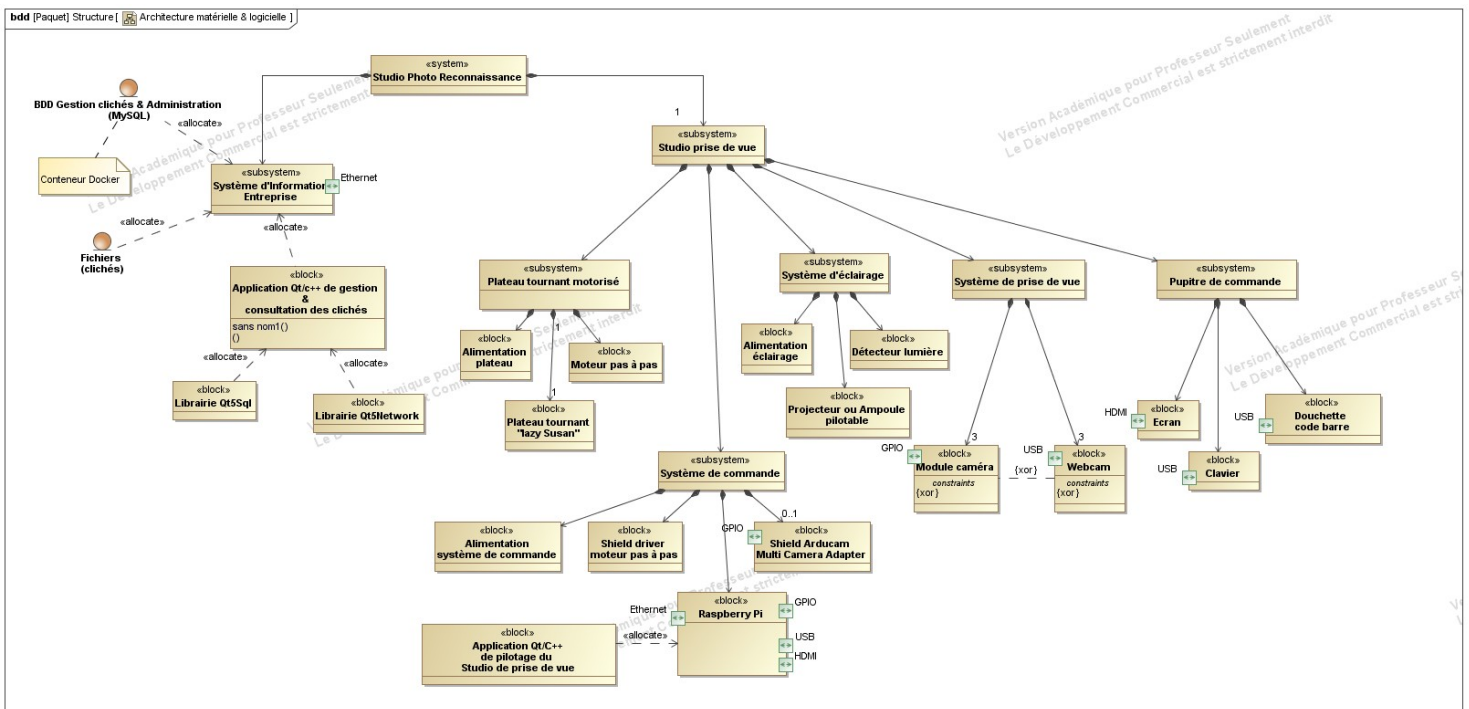 bdd [Paquet] Structure [ Architecture matérielle & logicielle ]
«system»
Studio Photo Reconnaissance
BDD Gestion clichés & Administration
(MySQL)
«allocate»
Conteneur Docker
«subsystem»
Système d'Information
Entreprise
Ethernet
«allocate»
Fichiers
(clichés)
«allocate»
«block»
Application Qt/c++ de gestion
&
consultation des clichés
sans nom1()
()
«allocate»
«allocate»
«block»
Librairie Qt5Sql
«block»
Librairie Qt5Network
1
«subsystem»
Studio prise de vue
«subsystem»
Plateau tournant motorisé
«block»
Alimentation
plateau
1
1
«block»
Plateau tournant
"lazy Susan"
«block»
Moteur pas à pas
«subsystem»
Système d'éclairage
«block»
Alimentation
éclairage
«block»
Détecteur lumière
«block»
Projecteur ou Ampoule
pilotable
«subsystem»
Système de prise de vue
3
GPIO
«block»
Module caméra
constraints
{xor}
{xor}
3
USB
«block»
Webcam
constraints
{xor}
«subsystem»
Pupitre de commande
HDMI
«block»
Ecran
USB
«block»
Clavier
USB
«block»
Douchette
code barre
«subsystem»
Système de commande
«block»
Alimentation
système de commande
«block»
Shield driver
moteur pas à pas
0..1
GPIO
«block»
Shield Arducam
Multi Camera Adapter
«block»
Raspberry Pi
Ethernet
GPIO
USB
HDMI
«allocate»
«block»
Application Qt/C++
de pilotage du
Studio de prise de vue
Version Académique pour Professeur Seulement
Le Développement Commercial est strictement interdit